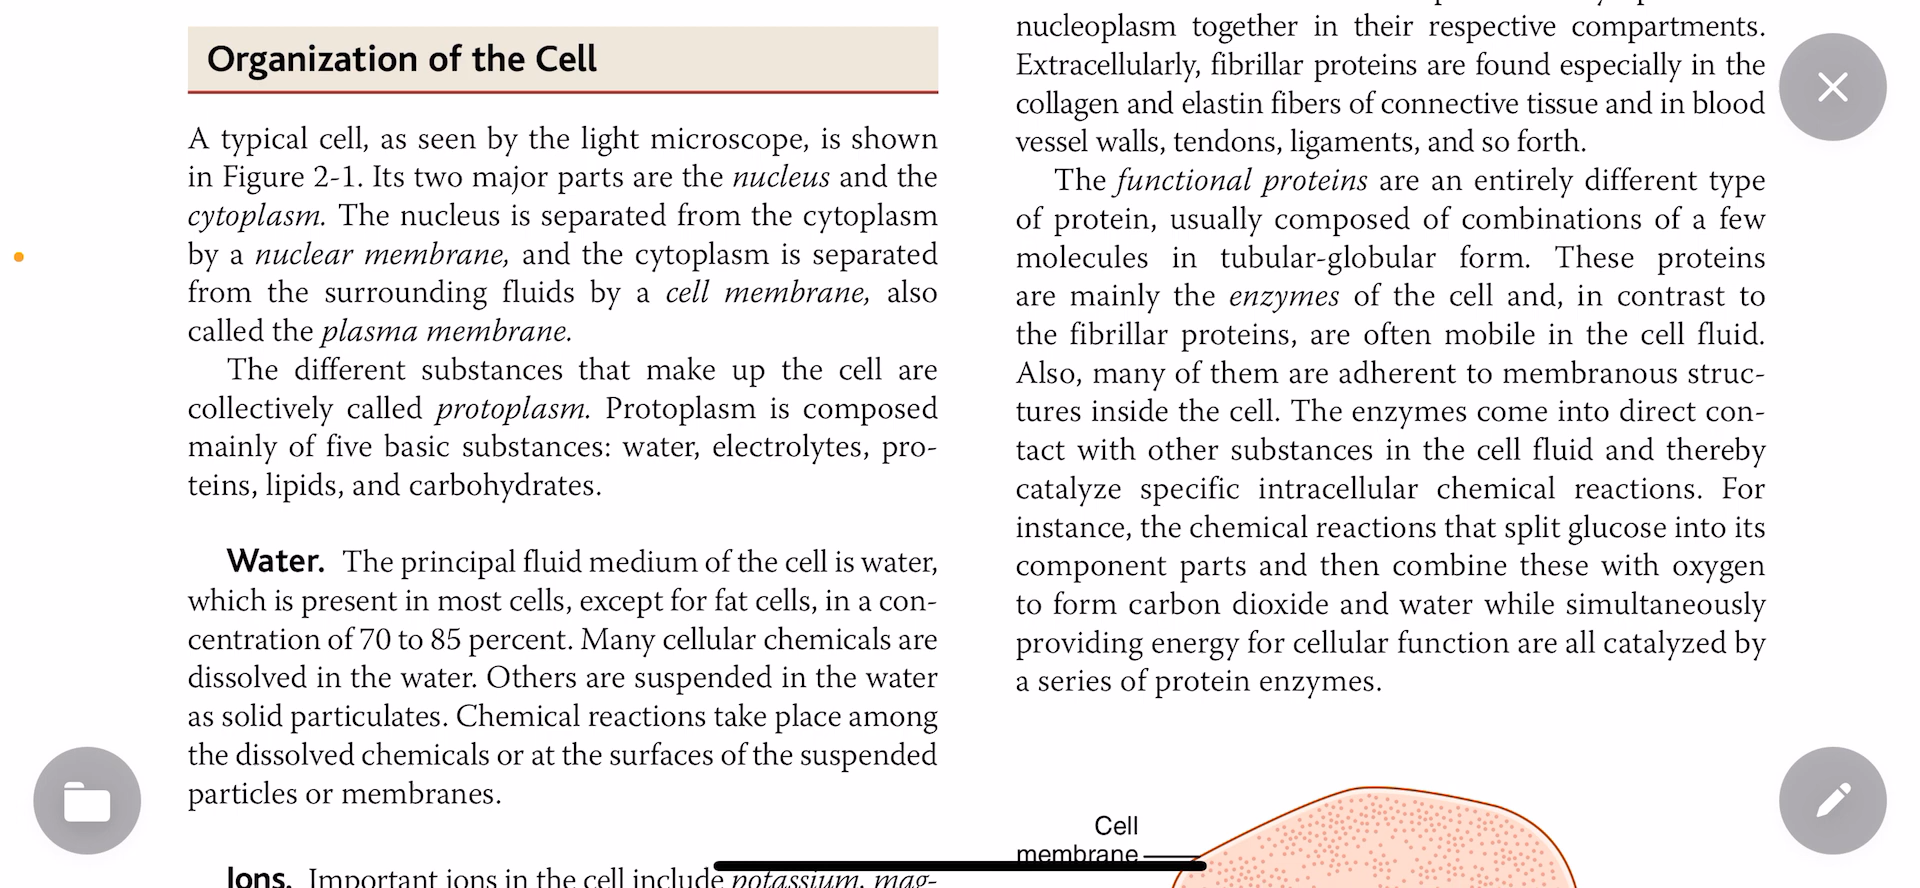 Organization of the Cell
A typical cell, as seen by the light microscope, is shown
in Figure 2-1. Its two major parts are the nucleus and the
cytoplasm. The nucleus is separated from the cytoplasm
by a nuclear membrane, and the cytoplasm is separated
from the surrounding fluids by a cell membrane, also
called the plasma membrane.
The different substances that make up the cell are
collectively called protoplasm. Protoplasm is composed
mainly of five basic substances: water, electrolytes, pro-
teins, lipids, and carbohydrates.
Water. The principal fluid medium of the cell is water,
which is present in most cells, except for fat cells, in a con-
centration of 70 to 85 percent. Many cellular chemicals are
dissolved in the water. Others are suspended in the water
as solid particulates. Chemical reactions take place among
the dissolved chemicals or at the surfaces of the suspended
particles or membranes.
Ions. Important ions in the cell include potassium, mag-
nucleoplasm together in their respective compartments.
Extracellularly, fibrillar proteins are found especially in the
collagen and elastin fibers of connective tissue and in blood
vessel walls, tendons, ligaments, and so forth.
The functional proteins are an entirely different type
of protein, usually composed of combinations of a few
molecules in tubular-globular form. These proteins
are mainly the enzymes of the cell and, in contrast to
the fibrillar proteins, are often mobile in the cell fluid.
Also, many of them are adherent to membranous struc-
tures inside the cell. The enzymes come into direct con-
tact with other substances in the cell fluid and thereby
catalyze specific intracellular chemical reactions. For
instance, the chemical reactions that split glucose into its
component parts and then combine these with oxygen
to form carbon dioxide and water while simultaneously
providing energy for cellular function are all catalyzed by
a series of protein enzymes.
Cell
membrane